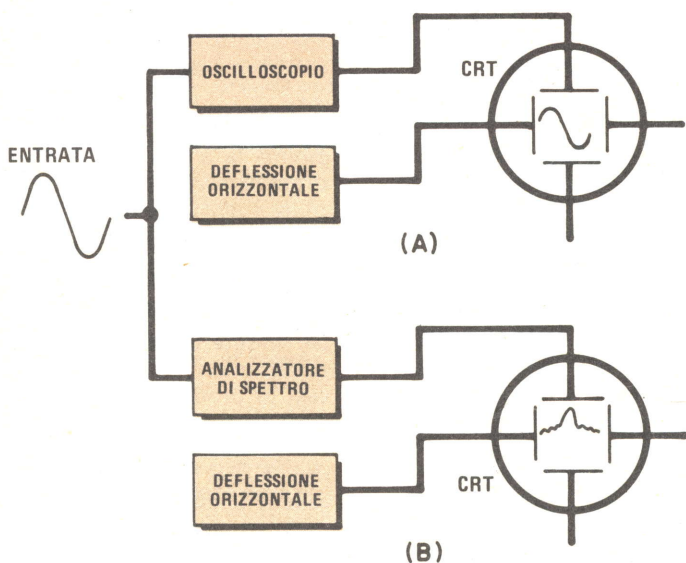 OSCILLOSCOPIO
CRT
ENTRATA
DEFLESSIONE
ORIZZONTALE
(A)
ANALIZZATORE
DI SPETTRO
DEFLESSIONE
ORIZZONTALE
CRT
(B)